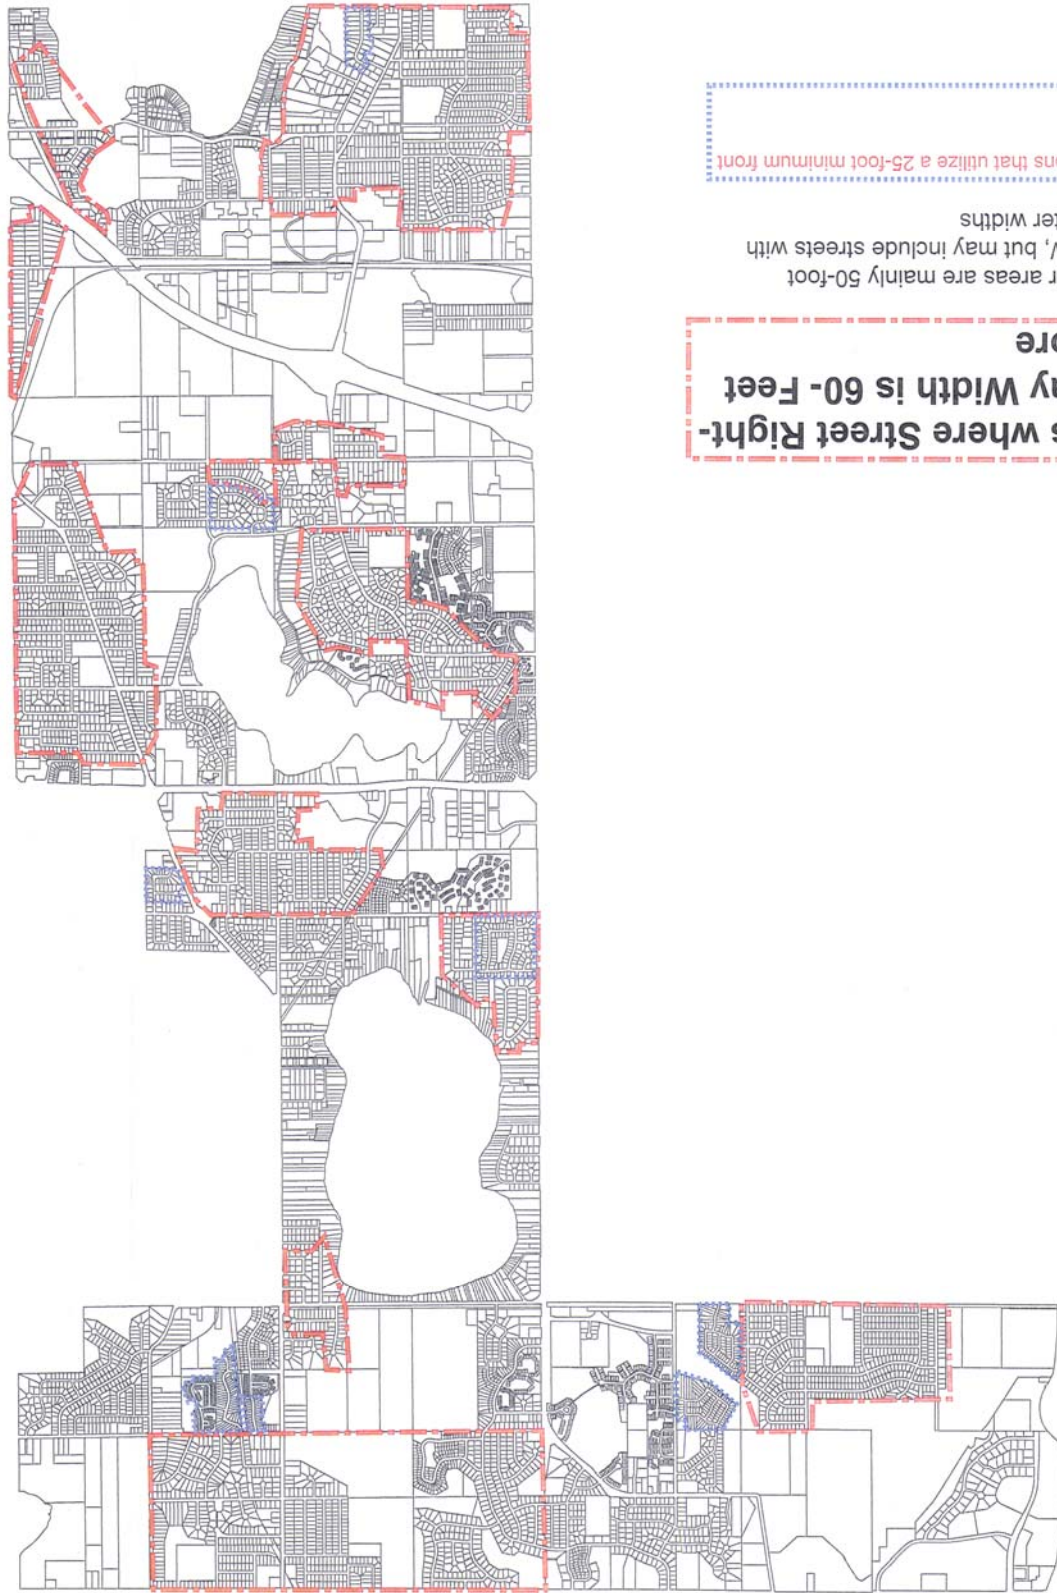 s where Street Right-
ay Width is 60- Feet
ore
r areas are mainly 50-foot
, but may include streets with
ter widths
ons that utilize a 25-foot minimum front